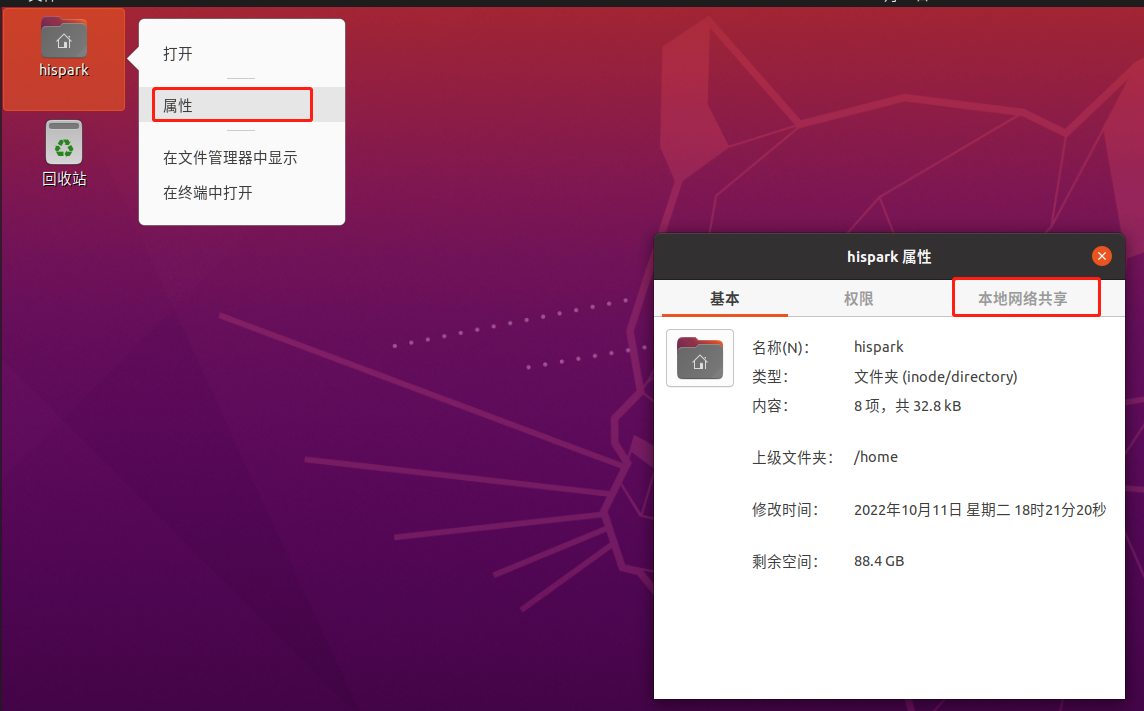 hispark
回收站
打开
属性
在文件管理器中显示
在终端中打开
hispark 属性
基本 权限 本地网络共享
名称(N)： hispark
类型： 文件夹 (inode/directory)
内容： 8 项，共 32.8 kB
上级文件夹： /home
修改时间： 2022年10月11日 星期二 18时21分20秒
剩余空间： 88.4 GB